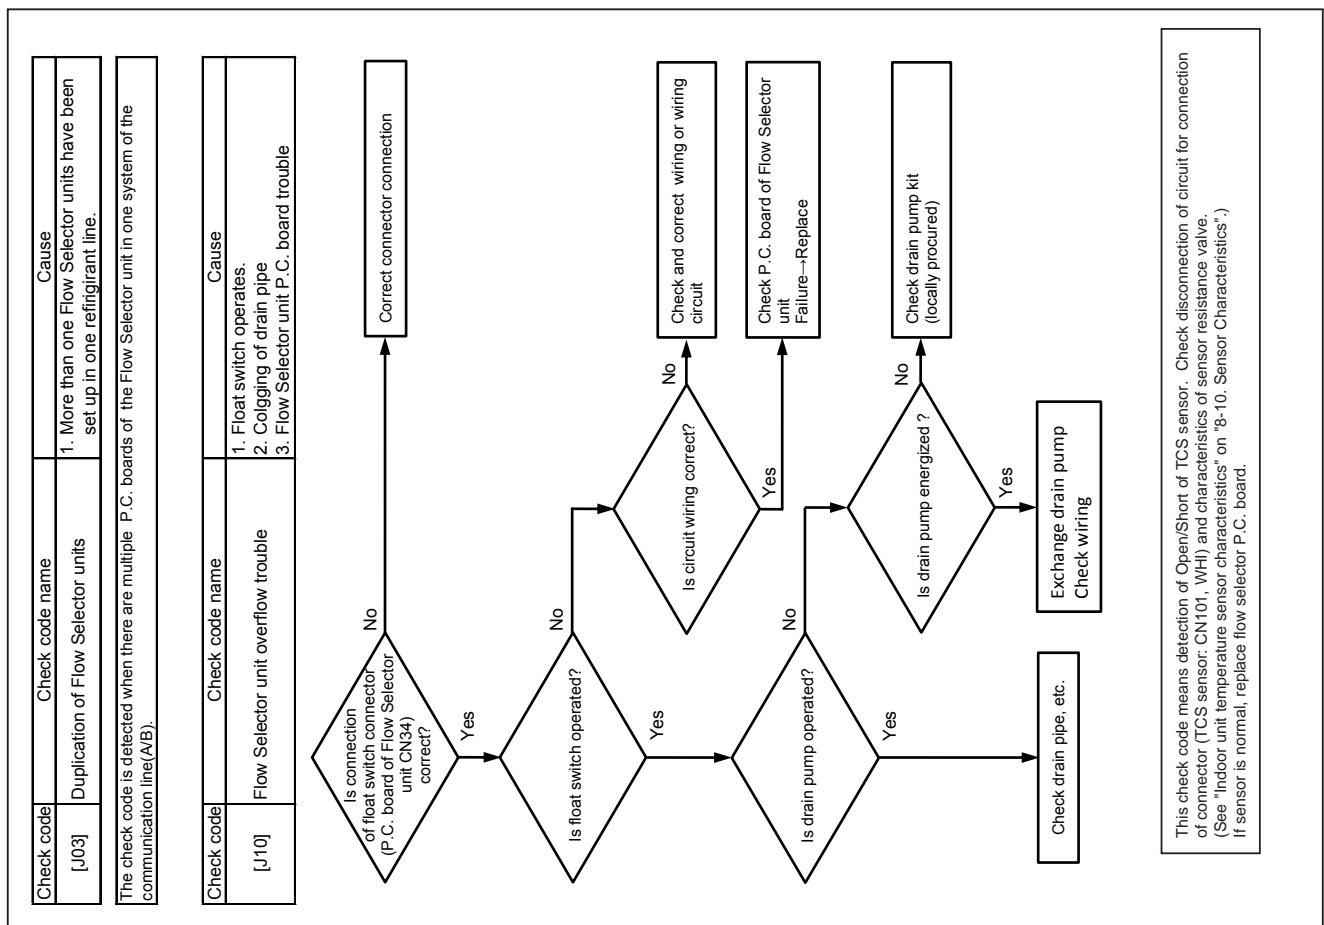 Check code
Check code name
Cause
[J03]
Duplication of Flow Selector units
1. More than one Flow Selector units have been
set up in one refrigirant line.
The check code is detected when there are multiple P.C. boards of the Flow Selector unit in one system of the
communication line(A/B).
Check code
Check code name
Cause
[J10]
Flow Selector unit overflow trouble
1. Float switch operates.
2. Colgging of drain pipe
3. Flow Selector unit P.C. board trouble
Is connection
of float switch connector
(P.C. board of Flow Selector
unit CN34)
correct?
No
Correct connector connection
Yes
Is float switch operated?
No
Is circuit wiring correct?
No
Check and correct wiring or wiring
circuit
Yes
Check P.C. board of Flow Selector
unit
Failure→Replace
Yes
Is drain pump operated?
No
Is drain pump energized ?
No
Check drain pump kit
(locally procured)
Yes
Exchange drain pump
Check wiring
Yes
Check drain pipe, etc.
This check code means detection of Open/Short of TCS sensor. Check disconnection of circuit for connection
of connector (TCS sensor: CN101, WHI) and characteristics of sensor resistance valve.
(See "Indoor unit temperature sensor characteristics" on "8-10. Sensor Characteristics".)
If sensor is normal, replace flow selector P.C. board.